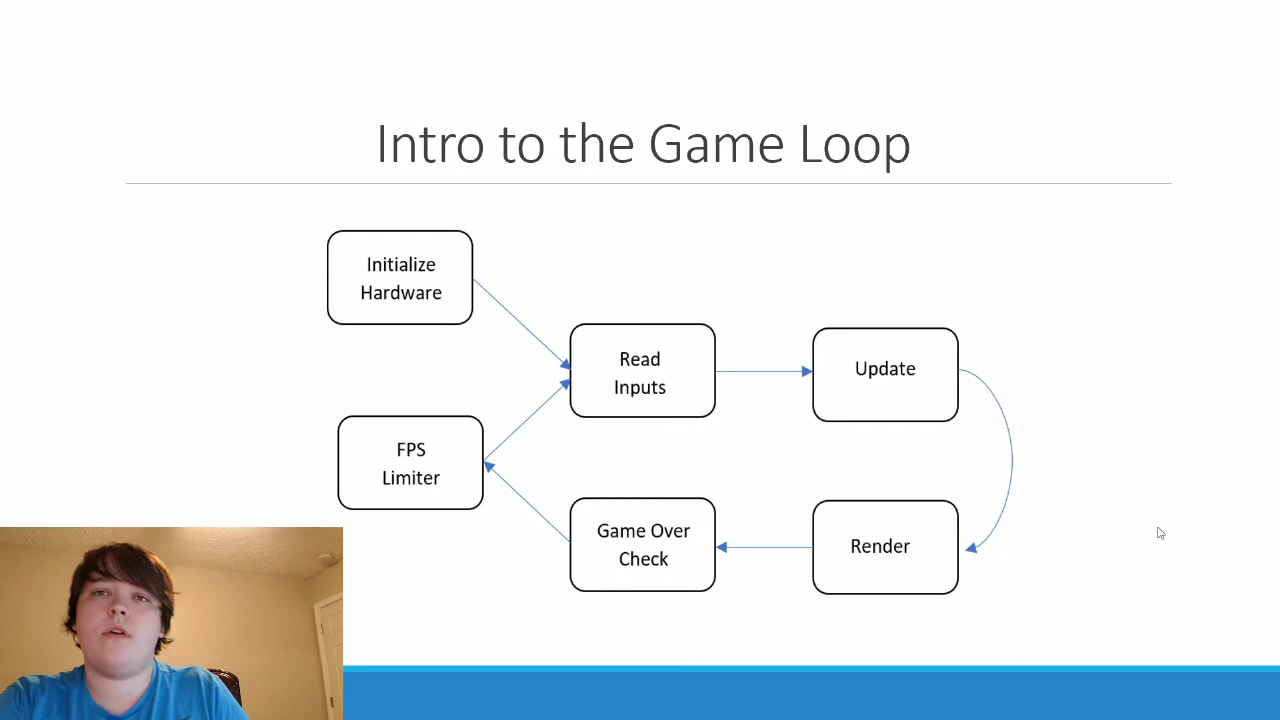 Intro to the Game Loop
Initialize
Hardware
Read
Inputs
Update
FPS
Limiter
Game Over
Check
Render